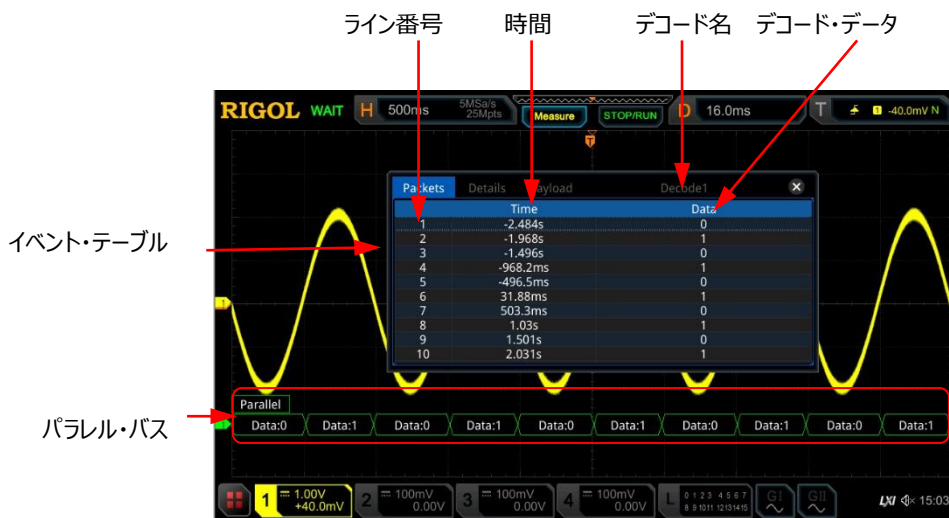 ライン番号 時間 デコード名 デコード・データ
RIGOL WAIT H 500ms 5MSa/s 25Mpts Measure STOP/RUN D 16.0ms T 1 -40.0mV N
T
Packets Details Payload Decode1
Time Data
1 -2.484s 0
2 -1.968s 1
3 -1.496s 0
4 -968.2ms 1
5 -496.5ms 0
6 31.88ms 1
7 503.3ms 0
8 1.03s 1
9 1.501s 0
10 2.031s 1
イベント・テーブル
1
Parallel
パラレル・バス
Data:0 Data:1 Data:0 Data:1 Data:0 Data:1 Data:0 Data:1 Data:0 Data:1
1 1.00V +40.0mV 2 100mV 0.00V 3 100mV 0.00V 4 100mV 0.00V L 0 1 2 3 4 5 6 7 8 9 10 11 12 13 14 15 GI GII LXI 15:03